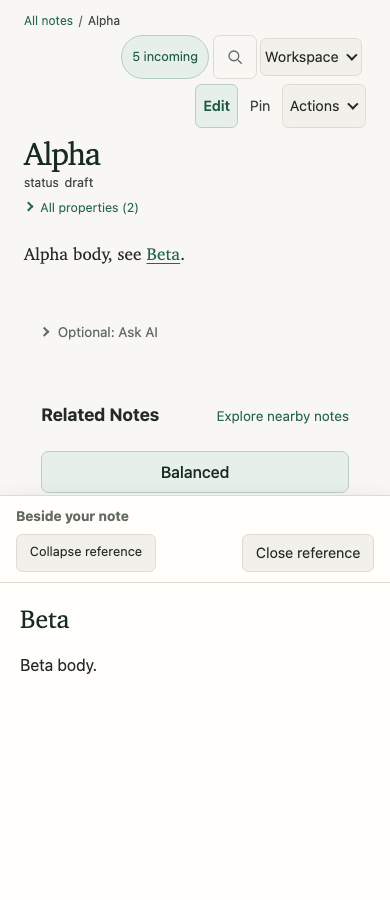 All notes / Alpha
5 incoming Workspace
Edit Pin Actions
Alpha
status draft
All properties (2)
Alpha body, see Beta.
Optional: Ask AI
Related Notes Explore nearby notes
Balanced
Beside your note
Collapse reference Close reference
Beta
Beta body.